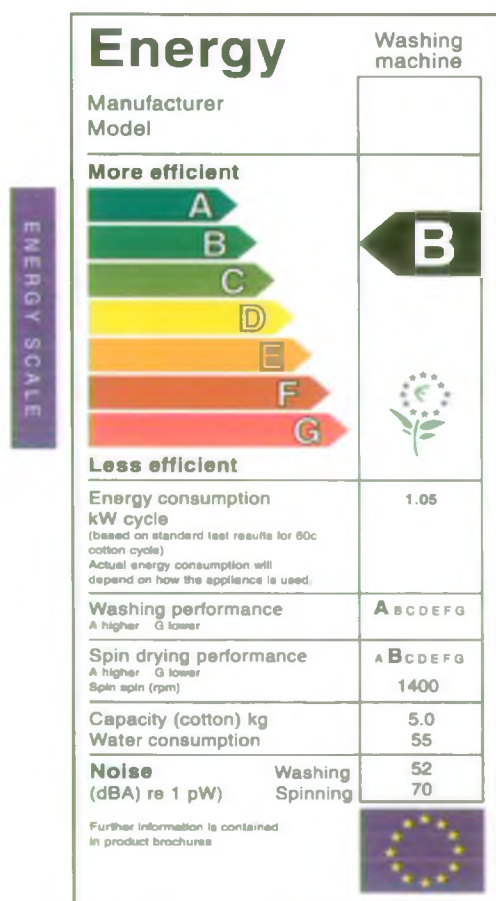 Energy
Washing
machine
Manufacturer
Model
More efficient
ENERGY SCALE
A
B
B
C
D
E
F
G
Less efficient
Energy consumption 1.05
kW cycle
(based on standard test results for 60c
cotton cycle)
Actual energy consumption will
depend on how the appliance is used
Washing performance A B C D E F G
A higher G lower
Spin drying performance A B C D E F G
A higher G lower
Spin spin (rpm) 1400
Capacity (cotton) kg 5.0
Water consumption 55
Noise Washing 52
(dBA) re 1 pW) Spinning 70
Further information is contained
in product brochures